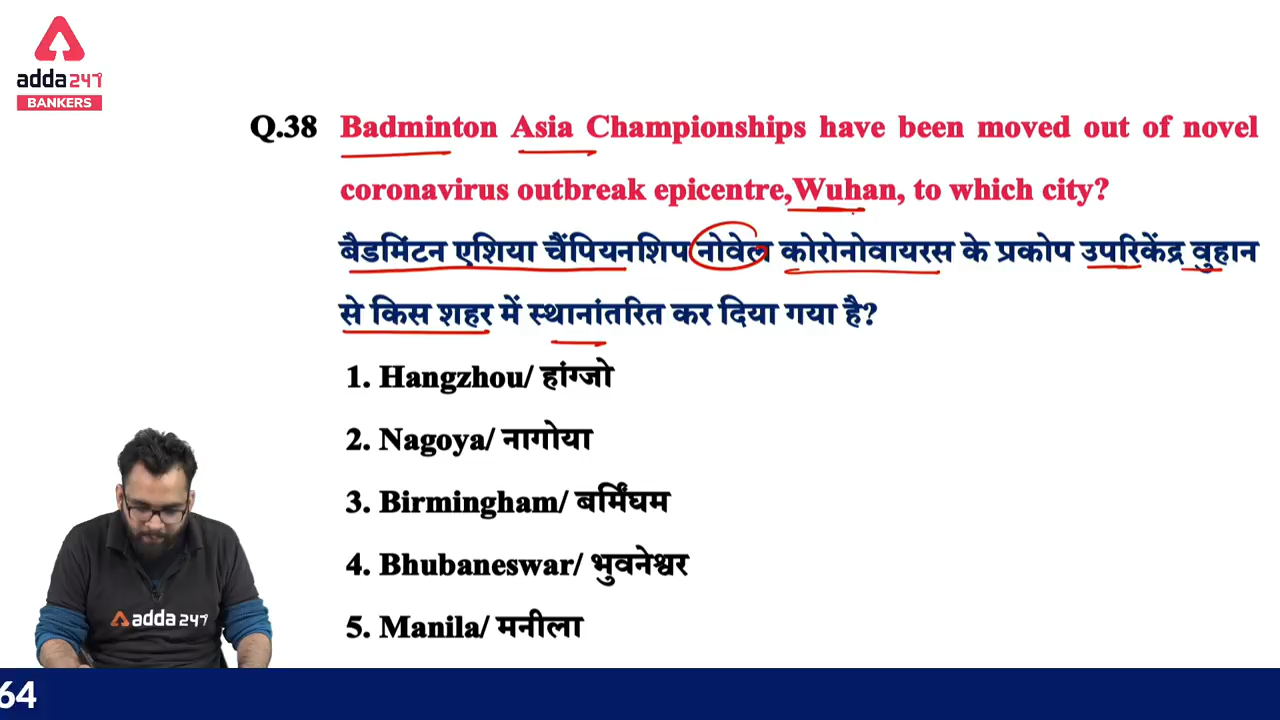 adda247
BANKERS
Q.38 Badminton Asia Championships have been moved out of novel
coronavirus outbreak epicentre,Wuhan, to which city?
बैडमिंटन एशिया चैंपियनशिप नोवेल कोरोनोवायरस के प्रकोप उपरिकेंद्र वुहान
से किस शहर में स्थानांतरित कर दिया गया है?
1. Hangzhou/ हांग्जो
2. Nagoya/ नागोया
3. Birmingham/ बर्मिंघम
4. Bhubaneswar/ भुवनेश्वर
5. Manila/ मनीला
adda247
64